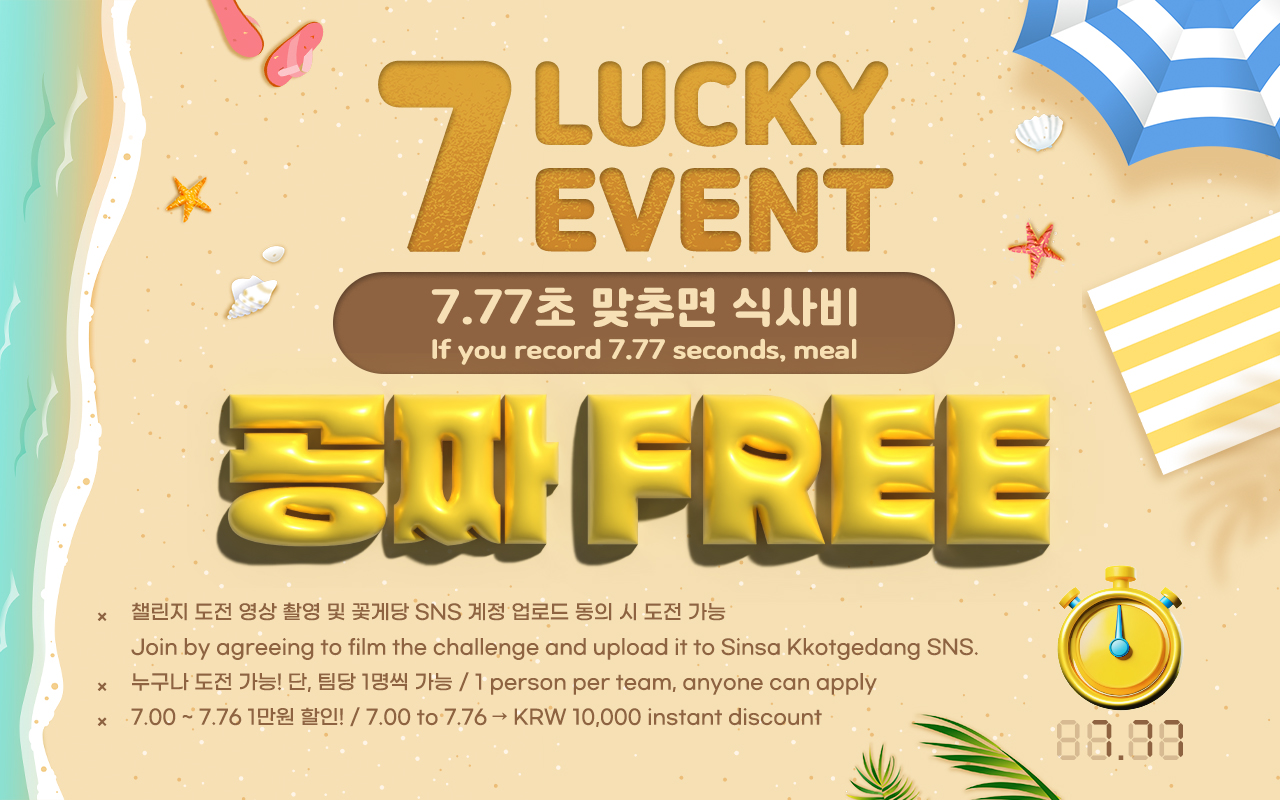 7 LUCKY
EVENT
7.77초 맞추면 식사비
If you record 7.77 seconds, meal
공짜 FREE
× 챌린지 도전 영상 촬영 및 꽃게당 SNS 계정 업로드 동의 시 도전 가능
Join by agreeing to film the challenge and upload it to Sinsa Kkotgedang SNS.
× 누구나 도전 가능! 단, 팀당 1명씩 가능 / 1 person per team, anyone can apply
× 7.00 ~ 7.76 1만원 할인! / 7.00 to 7.76 → KRW 10,000 instant discount
7.77